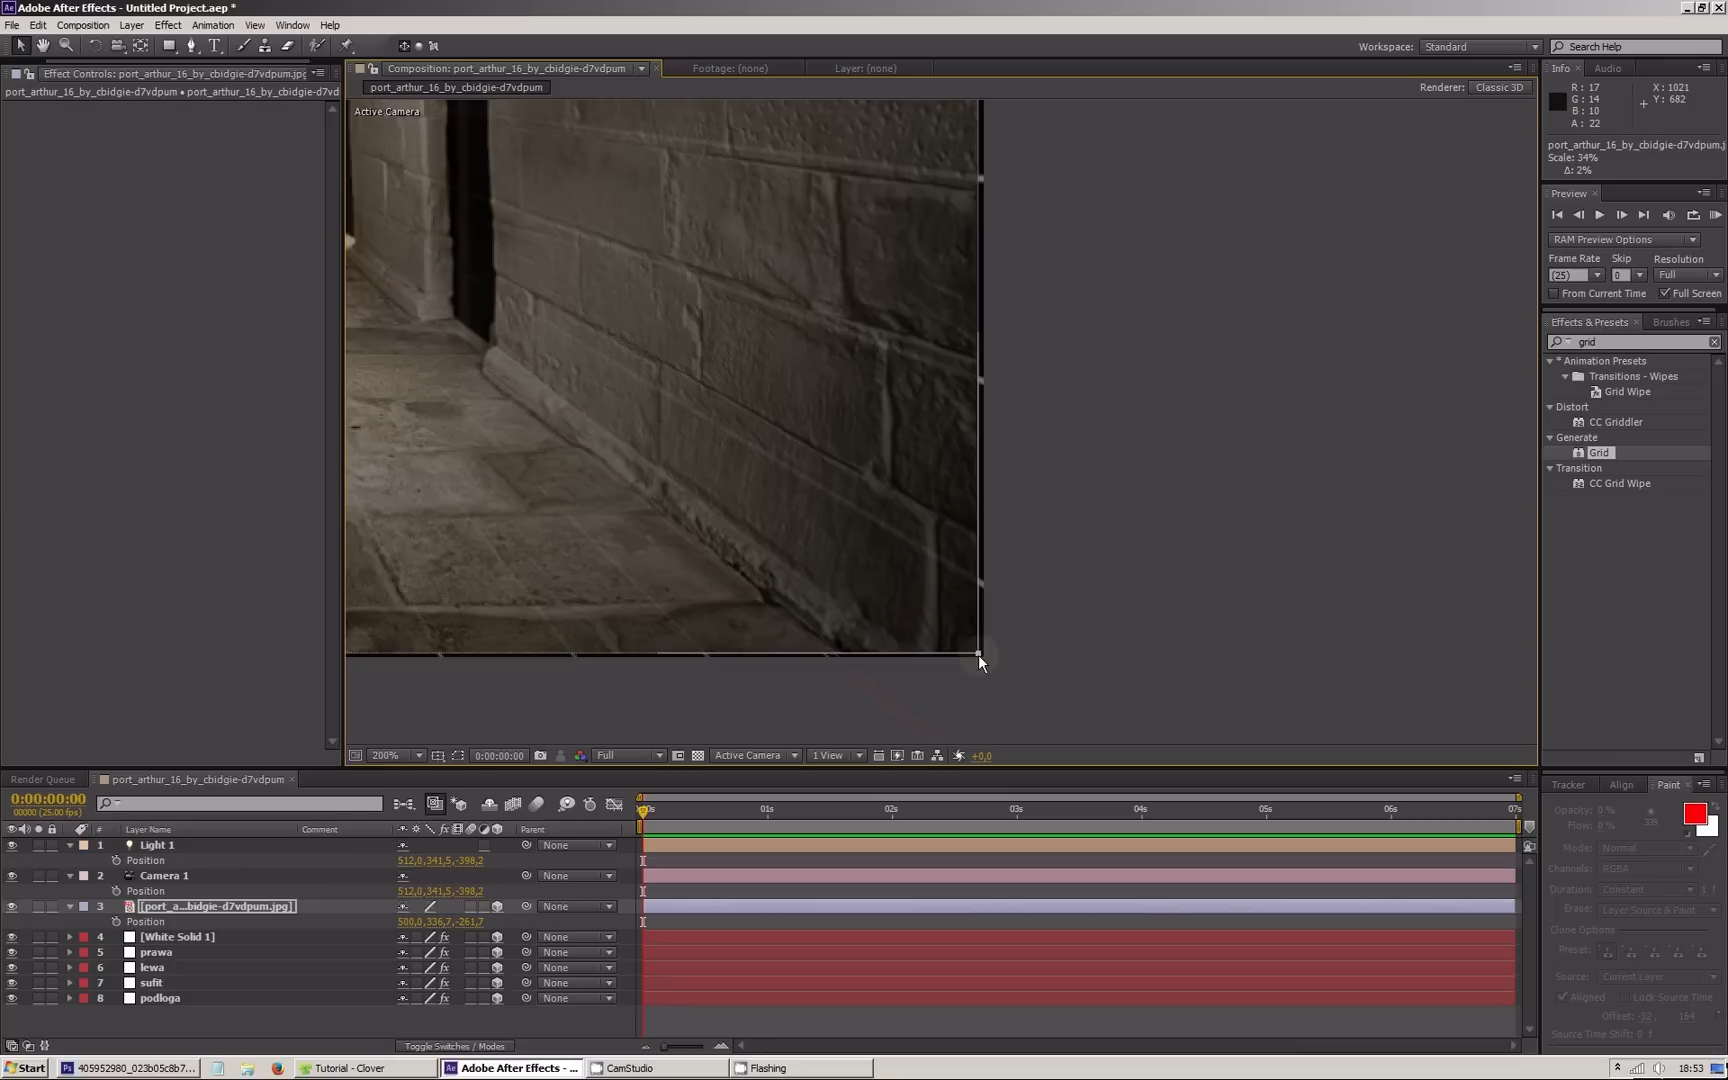 Adobe After Effects - Untitled Project.aep *
File Edit Composition Layer Effect Animation View Window Help
Workspace: Standard
Search Help
Effect Controls: port_arthur_16_by_cbidgie-d7vdpum.jpg
port_arthur_16_by_cbidgie-d7vdpum • port_arthur_16_by_cbidgie-d7vd
Composition: port_arthur_16_by_cbidgie-d7vdpum
Footage: (none)
Layer: (none)
port_arthur_16_by_cbidgie-d7vdpum
Renderer: Classic 3D
Active Camera
Info Audio
R: 17 X: 1021
G: 14 Y: 682
B: 10
A: 22
port_arthur_16_by_cbidgie-d7vdpum.j
Scale: 34%
Δ: 2%
Preview
RAM Preview Options
Frame Rate Skip Resolution
(25) 0 Full
From Current Time Full Screen
Effects & Presets Brushes
grid
* Animation Presets
Transitions - Wipes
Grid Wipe
Distort
CC Griddler
Generate
Grid
Transition
CC Grid Wipe
200% 0:00:00:00 Full Active Camera 1 View +0,0
Render Queue port_arthur_16_by_cbidgie-d7vdpum
0:00:00:00
00000 (25.00 fps)
01s 02s 03s 04s 05s 06s 07s
# Layer Name Comment Parent
1 Light 1 None
Position 512,0,341,5,-398,2
2 Camera 1 None
Position 512,0,341,5,-398,2
3 [port_a...bidgie-d7vdpum.jpg] None
Position 500,0,336,7,-261,7
4 [White Solid 1] None
5 prawa None
6 lewa None
7 sufit None
8 podloga None
Toggle Switches / Modes
Tracker Align Paint
Opacity: 0 %
Flow: 0 % 339
Mode: Normal
Channels: RGBA
Duration: Constant
Erase: Layer Source & Paint
Clone Options
Preset:
Source: Current Layer
Aligned Lock Source Time
Offset: -32, 164
Source Time Shift: 0 f
Start
405952980_023b05c8b7...
Tutorial - Clover
Adobe After Effects - ...
CamStudio
Flashing
18:53